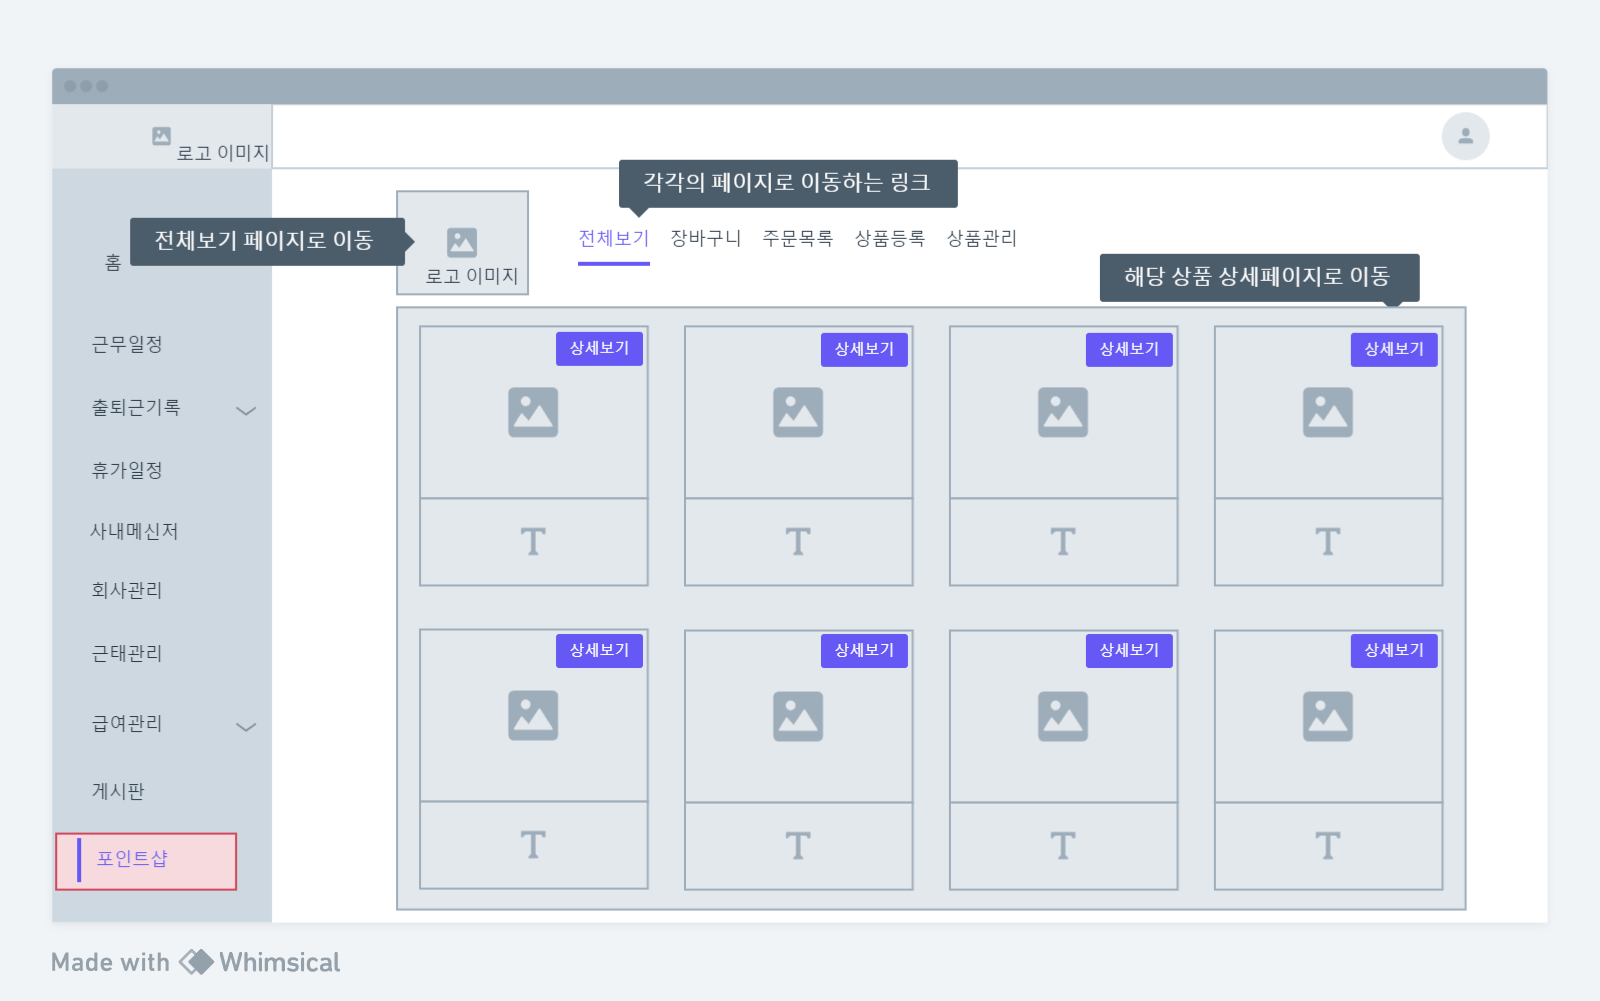 로고 이미지
각각의 페이지로 이동하는 링크
전체보기 페이지로 이동
로고 이미지
전체보기 장바구니 주문목록 상품등록 상품관리
해당 상품 상세페이지로 이동
홈
근무일정
출퇴근기록
휴가일정
사내메신저
회사관리
근태관리
급여관리
게시판
포인트샵
상세보기 상세보기 상세보기 상세보기
T T T T
상세보기 상세보기 상세보기 상세보기
T T T T
Made with Whimsical